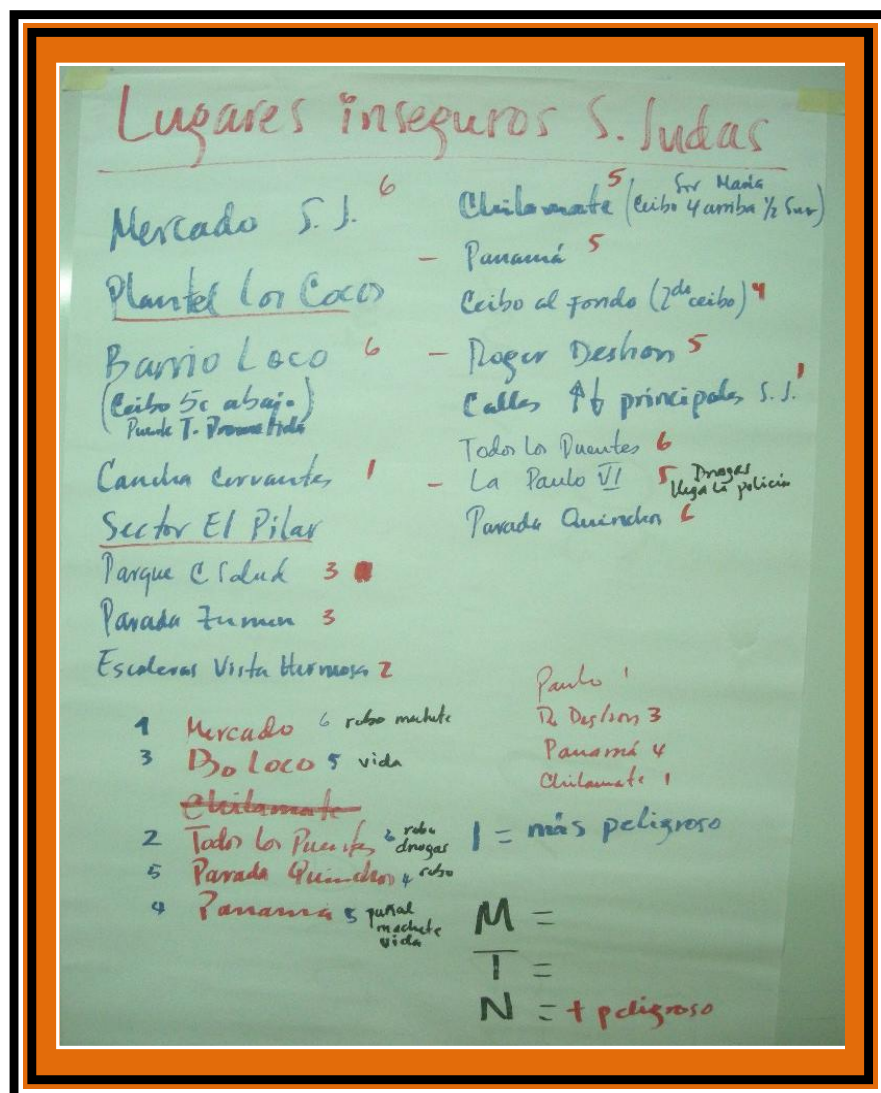 Lugares inseguros S. Judas
Mercado S. J. 6
Plantel Los Cocos
Barrio Loco 6
(Ceibo 5c abajo)
Puente T. Prometida
Cancha Cervantes 1
Sector El Pilar
Parque C Salud 3
Parada Zumen 3
Escaleras Vista Hermosa 2
Chilamate 5 (Ceibo 4 arriba 1/2 Sur)
Sor María
- Panamá 5
Ceibo al fondo (2do ceibo) 4
- Roger Deshon 5
Calles ↑↓ principales S. J. 1
Todos Los Puentes 6
- La Paulo VI 5 Drogas
llega la policía
Parada Quinchos 6
1 Mercado 6 robo machete
3 Bo Loco 5 vida
Chilamate
2 Todos Los Puentes 6 robo
drogas
5 Parada Quinchos 4 robo
4 Panamá 5 puñal
machete
vida
Paulo 1
R. Deshon 3
Panamá 4
Chilamate 1
1 = más peligroso
M =
T =
N = + peligroso